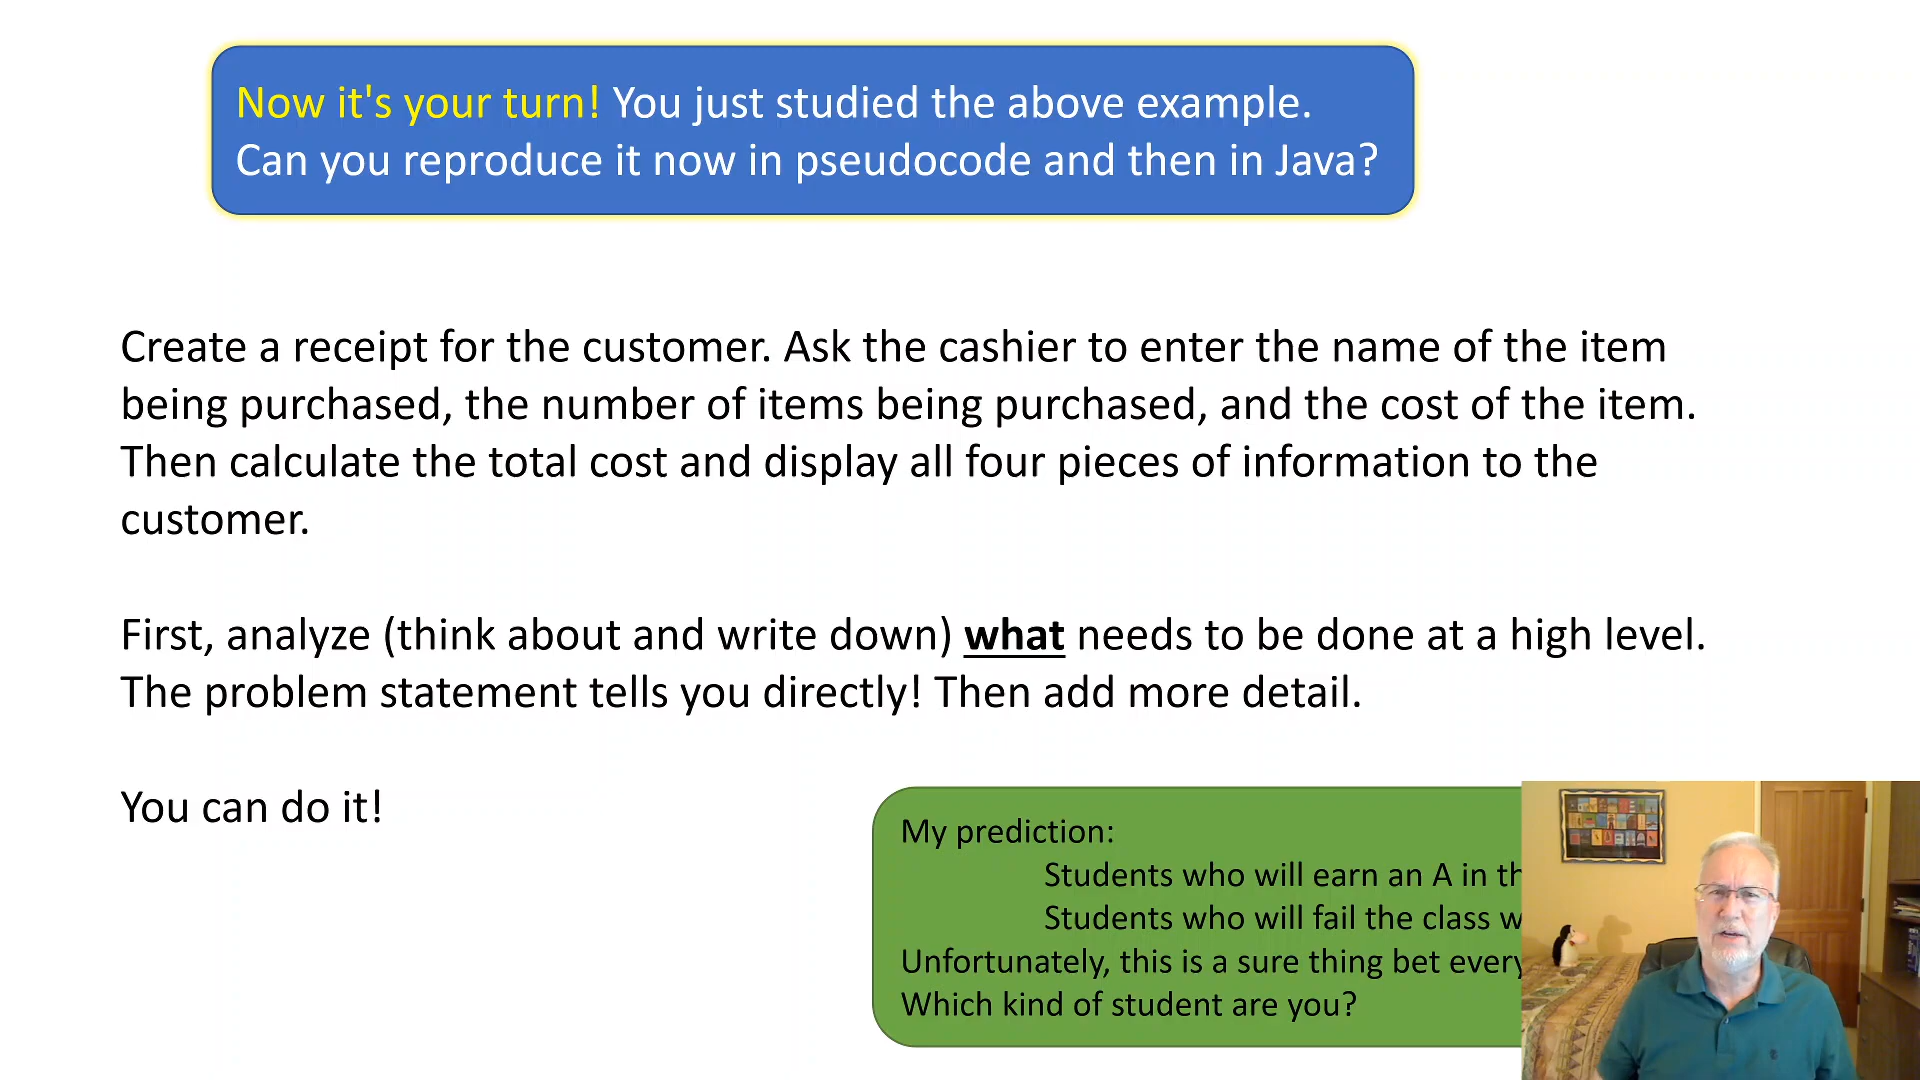 Now it's your turn! You just studied the above example.
Can you reproduce it now in pseudocode and then in Java?
Create a receipt for the customer. Ask the cashier to enter the name of the item
being purchased, the number of items being purchased, and the cost of the item.
Then calculate the total cost and display all four pieces of information to the
customer.
First, analyze (think about and write down) what needs to be done at a high level.
The problem statement tells you directly! Then add more detail.
You can do it!
My prediction:
Students who will earn an A in
Students who will fail the class
Unfortunately, this is a sure thing bet
Which kind of student are you?